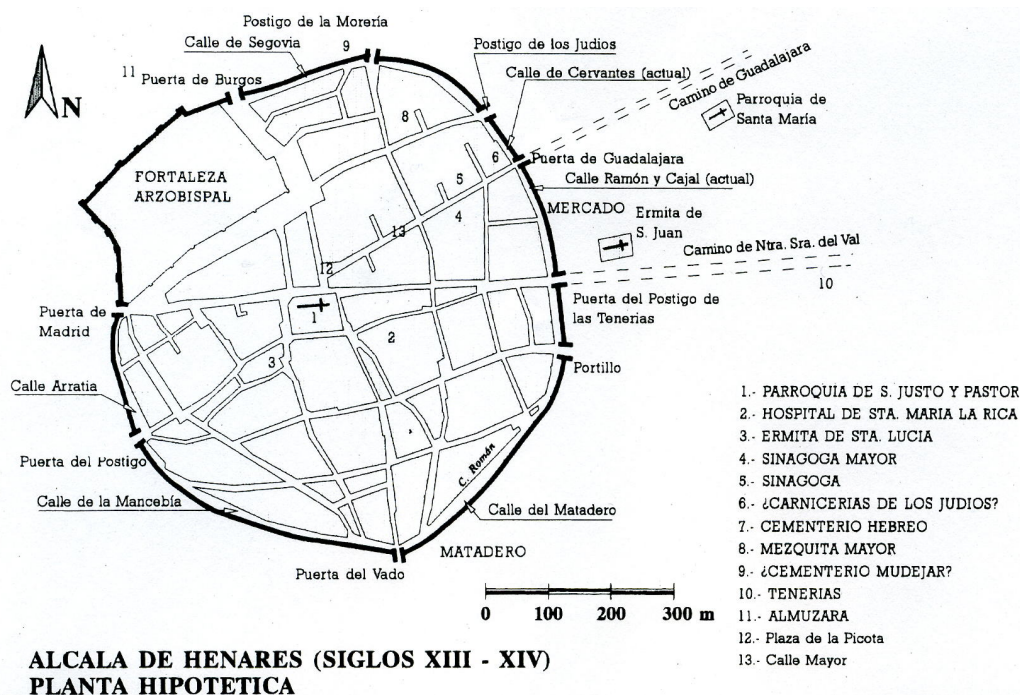 Postigo de la Morería
Calle de Segovia
9
11
Puerta de Burgos
Postigo de los Judios
Calle de Cervantes (actual)
Camino de Guadalajara
Parroquia de
Santa María
N
8
6
Puerta de Guadalajara
FORTALEZA
ARZOBISPAL
5
Calle Ramón y Cajal (actual)
4
MERCADO
Ermita de
S. Juan
13
Camino de Ntra. Sra. del Val
12
10
Puerta de
Madrid
1
Puerta del Postigo de
las Tenerias
2
3
Portillo
Calle Arratia
Puerta del Postigo
C. Román
Calle de la Mancebía
Calle del Matadero
MATADERO
Puerta del Vado
0 100 200 300 m
1.- PARROQUIA DE S. JUSTO Y PASTOR
2.- HOSPITAL DE STA. MARIA LA RICA
3.- ERMITA DE STA. LUCIA
4.- SINAGOGA MAYOR
5.- SINAGOGA
6.- ¿CARNICERIAS DE LOS JUDIOS?
7.- CEMENTERIO HEBREO
8.- MEZQUITA MAYOR
9.- ¿CEMENTERIO MUDEJAR?
10.- TENERIAS
11.- ALMUZARA
12.- Plaza de la Picota
13.- Calle Mayor
ALCALA DE HENARES (SIGLOS XIII - XIV)
PLANTA HIPOTETICA